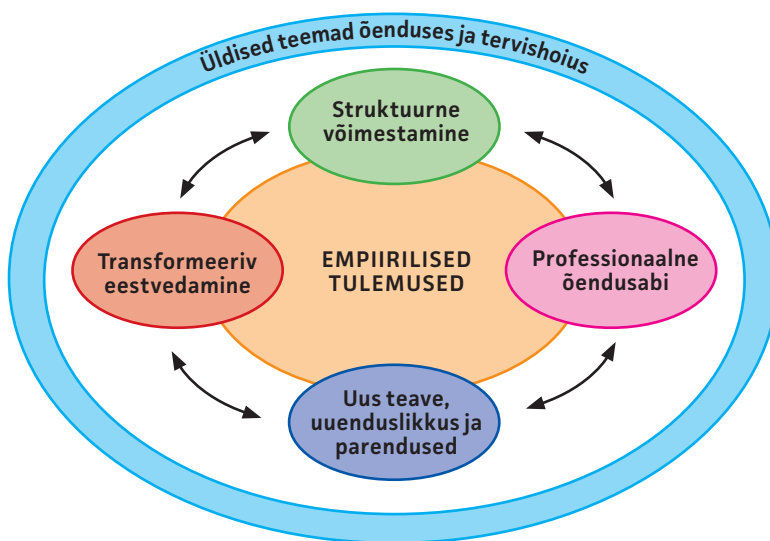 Üldised teemad õenduses ja tervishoius
Struktuurne
võimestamine
Transformeeriv
eestvedamine
EMPIIRILISED
TULEMUSED
Professionaalne
õendusabi
Uus teave,
uuenduslikkus ja
parendused